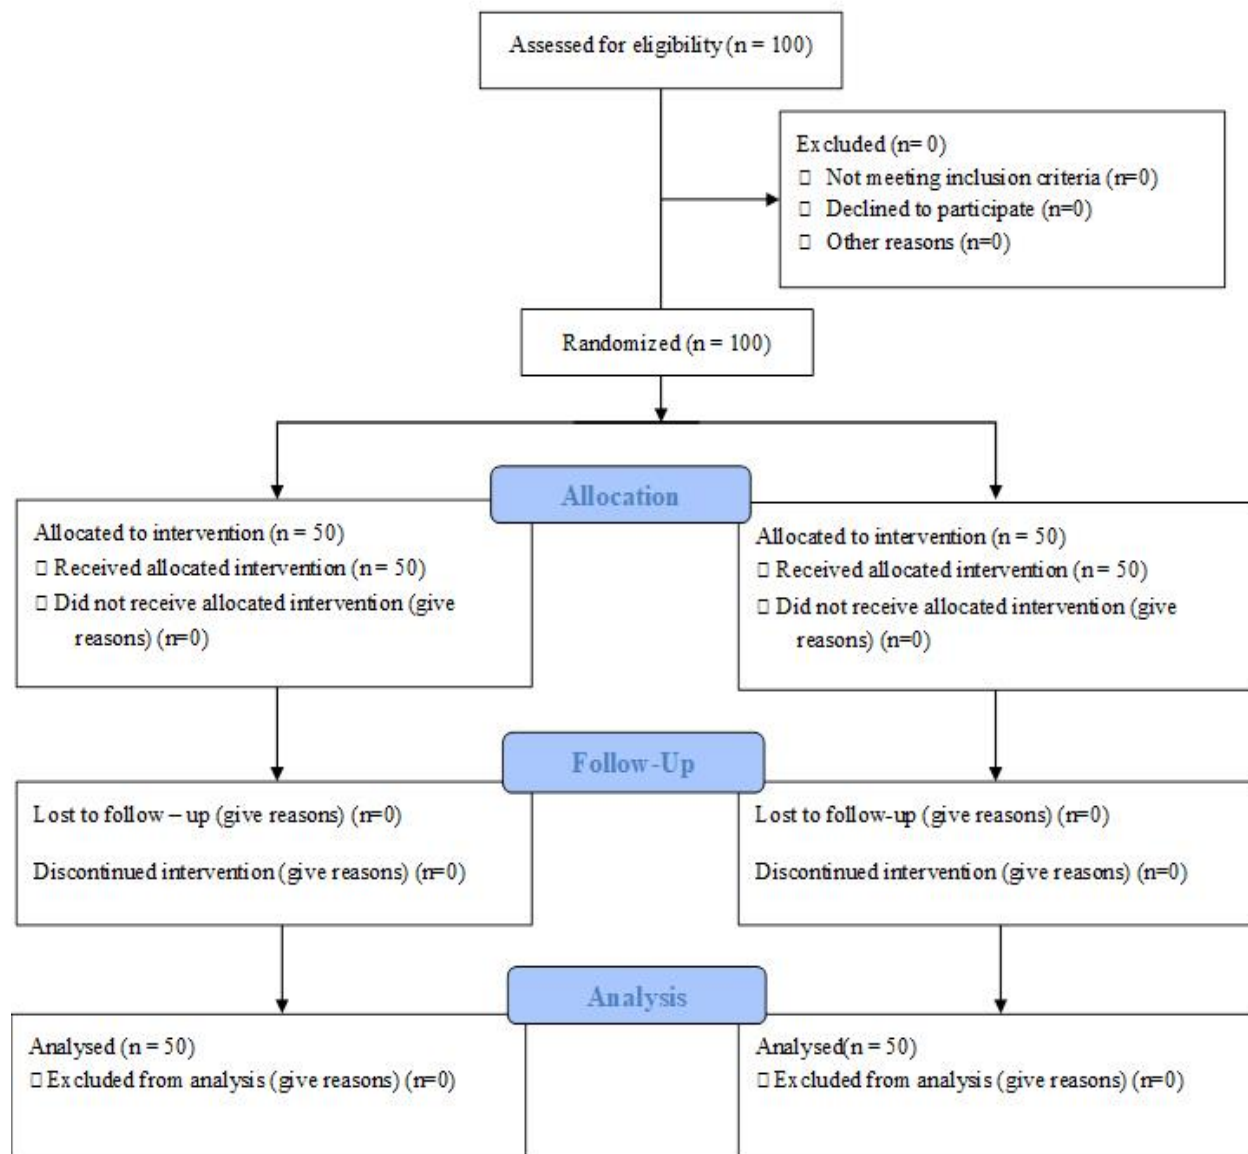 Assessed for eligibility (n = 100)
Excluded (n= 0)
□ Not meeting inclusion criteria (n=0)
□ Declined to participate (n=0)
□ Other reasons (n=0)
Randomized (n = 100)
Allocation
Allocated to intervention (n = 50)
□ Received allocated intervention (n = 50)
□ Did not receive allocated intervention (give
reasons) (n=0)
Allocated to intervention (n = 50)
□ Received allocated intervention (n = 50)
□ Did not receive allocated intervention (give
reasons) (n=0)
Follow-Up
Lost to follow – up (give reasons) (n=0)
Discontinued intervention (give reasons) (n=0)
Lost to follow-up (give reasons) (n=0)
Discontinued intervention (give reasons) (n=0)
Analysis
Analysed (n = 50)
□ Excluded from analysis (give reasons) (n=0)
Analysed(n = 50)
□ Excluded from analysis (give reasons) (n=0)